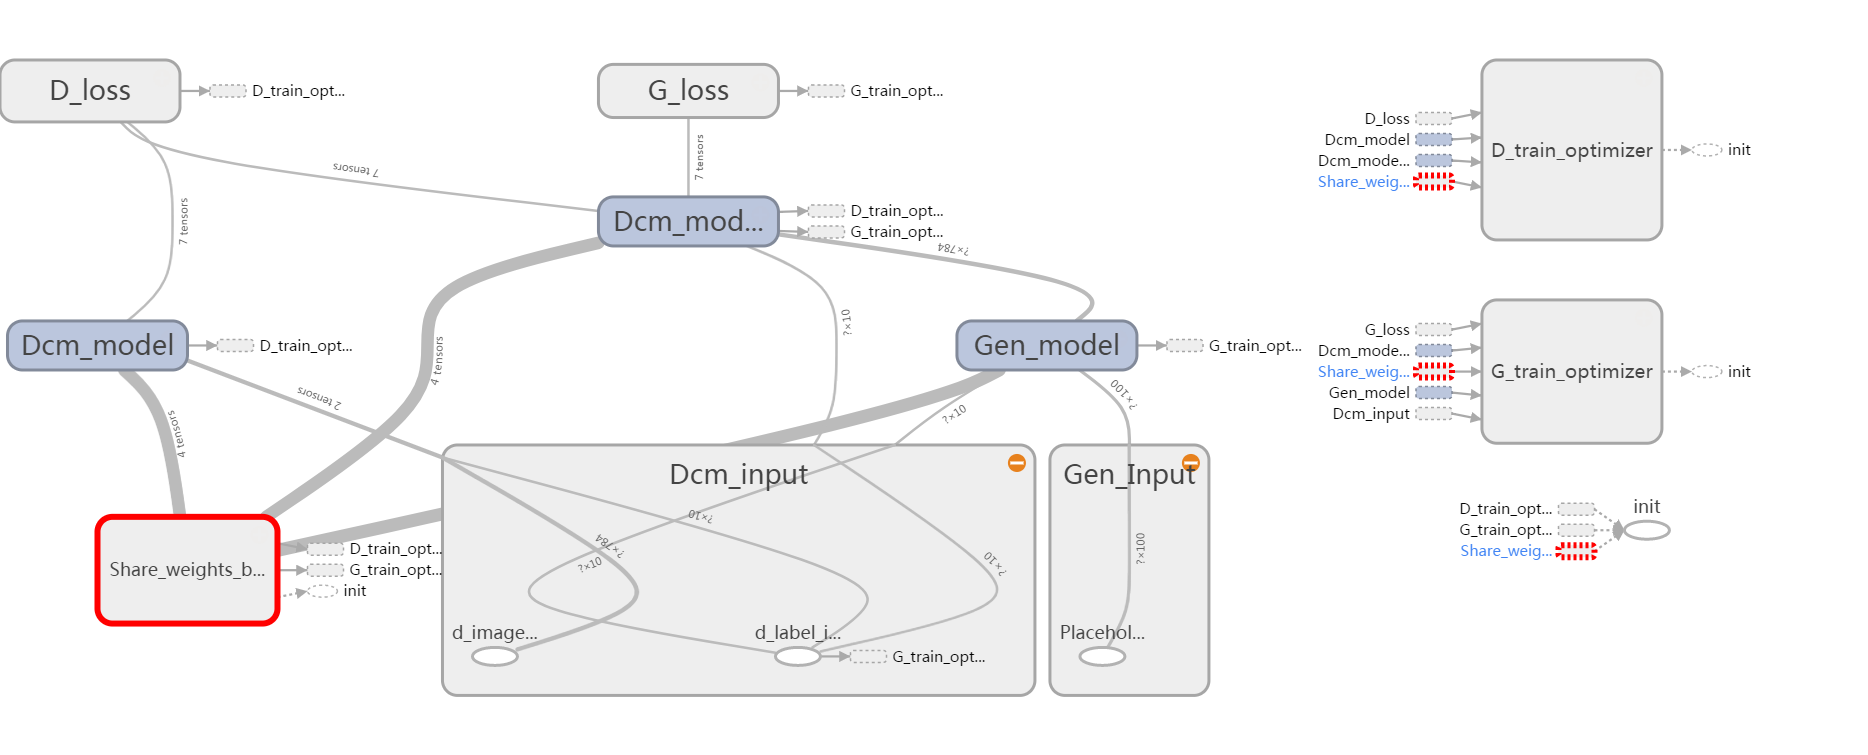 D_loss
D_train_opt...
G_loss
G_train_opt...
7 tensors
7 tensors
7 tensors
Dcm_mod...
D_train_opt...
G_train_opt...
?×784
?×10
Dcm_model
D_train_opt...
Gen_model
G_train_opt...
4 tensors
4 tensors
2 tensors
?×10
?×100
Dcm_input
Gen_Input
?×10
?×784
?×10
?×10
?×100
Share_weights_b...
D_train_opt...
G_train_opt...
init
d_image...
d_label_i...
G_train_opt...
Placehol...
D_loss
Dcm_model
Dcm_mode...
Share_weig...
D_train_optimizer
init
G_loss
Dcm_mode...
Share_weig...
Gen_model
Dcm_input
G_train_optimizer
init
D_train_opt...
G_train_opt...
Share_weig...
init